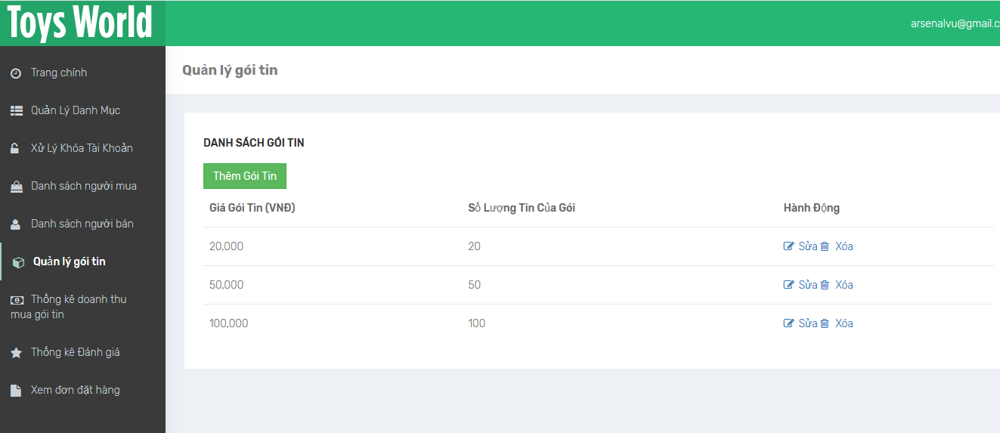 Toys World
arsenalvu@gmail.c
Trang chính
Quản Lý Danh Mục
Xử Lý Khóa Tài Khoản
Danh sách người mua
Danh sách người bán
Quản lý gói tin
Thống kê doanh thu
mua gói tin
Thống kê Đánh giá
Xem đơn đặt hàng
Quản lý gói tin
DANH SÁCH GÓI TIN
Thêm Gói Tin
Giá Gói Tin (VNĐ) Số Lượng Tin Của Gói Hành Động
20,000 20 Sửa Xóa
50,000 50 Sửa Xóa
100,000 100 Sửa Xóa